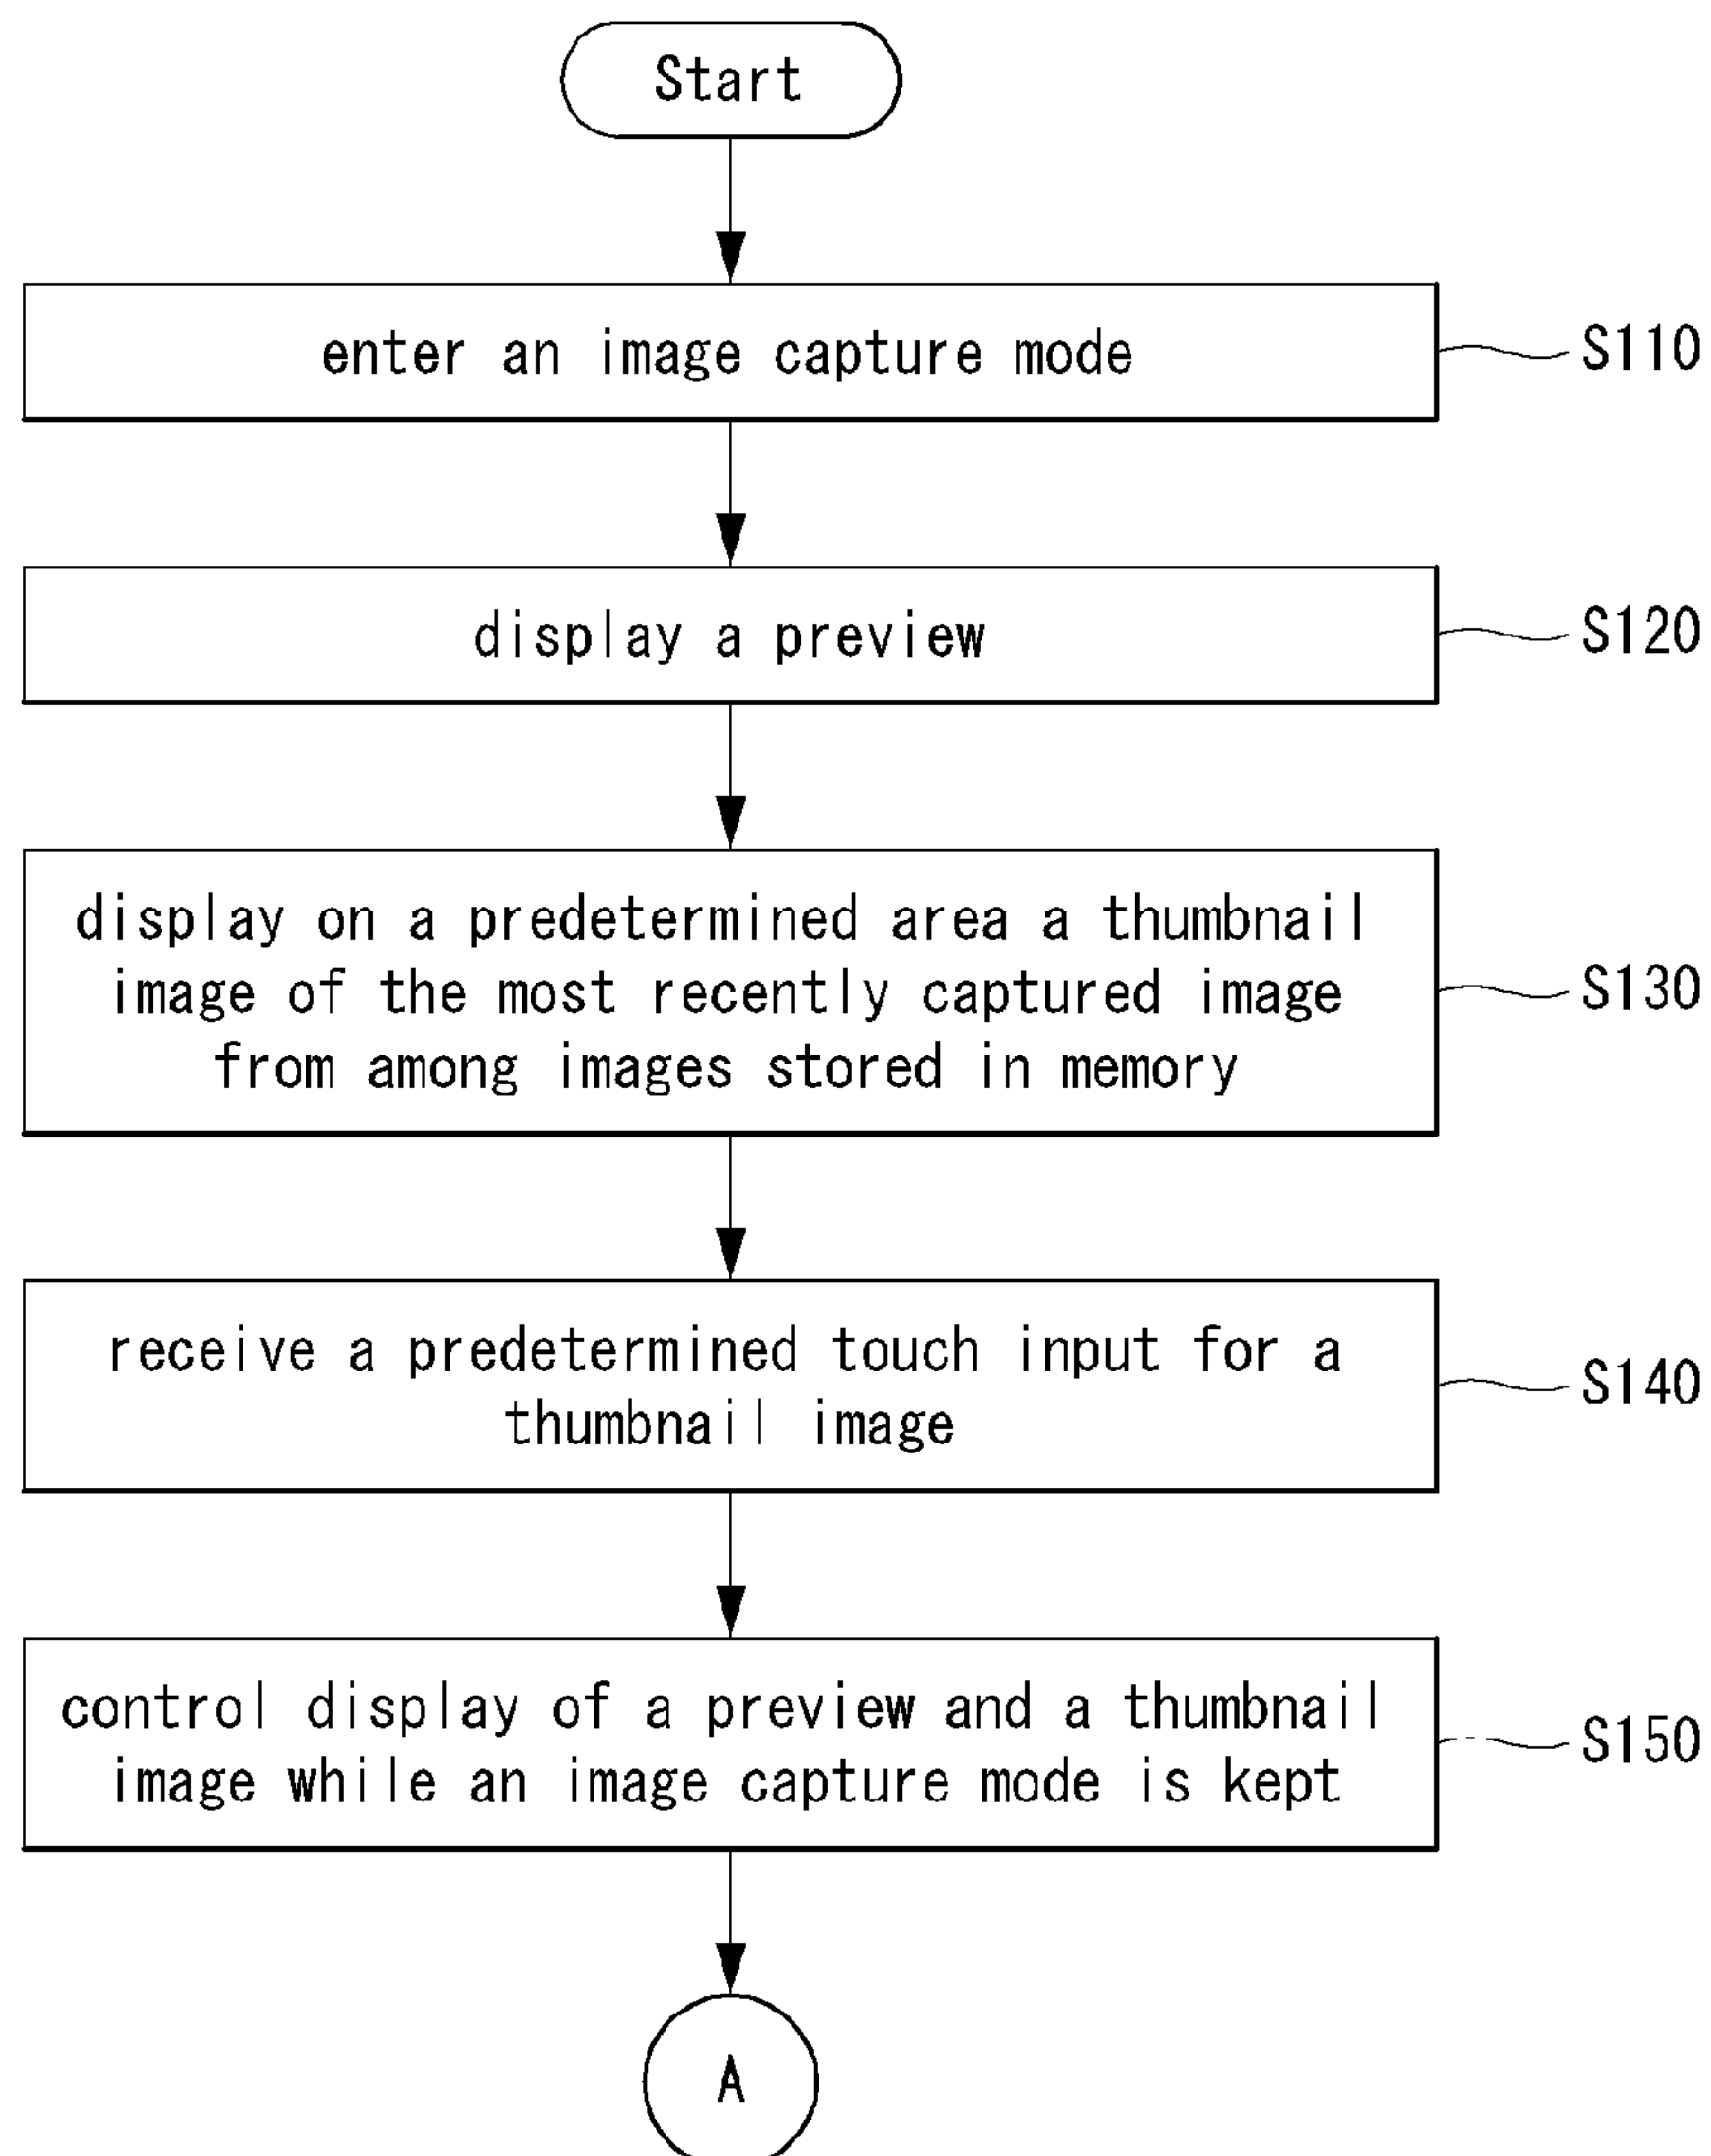 Start
enter an image capture mode
S110
display a preview
S120
display on a predetermined area a thumbnail
image of the most recently captured image
from among images stored in memory
S130
receive a predetermined touch input for a
thumbnail image
S140
control display of a preview and a thumbnail
image while an image capture mode is kept
S150
A